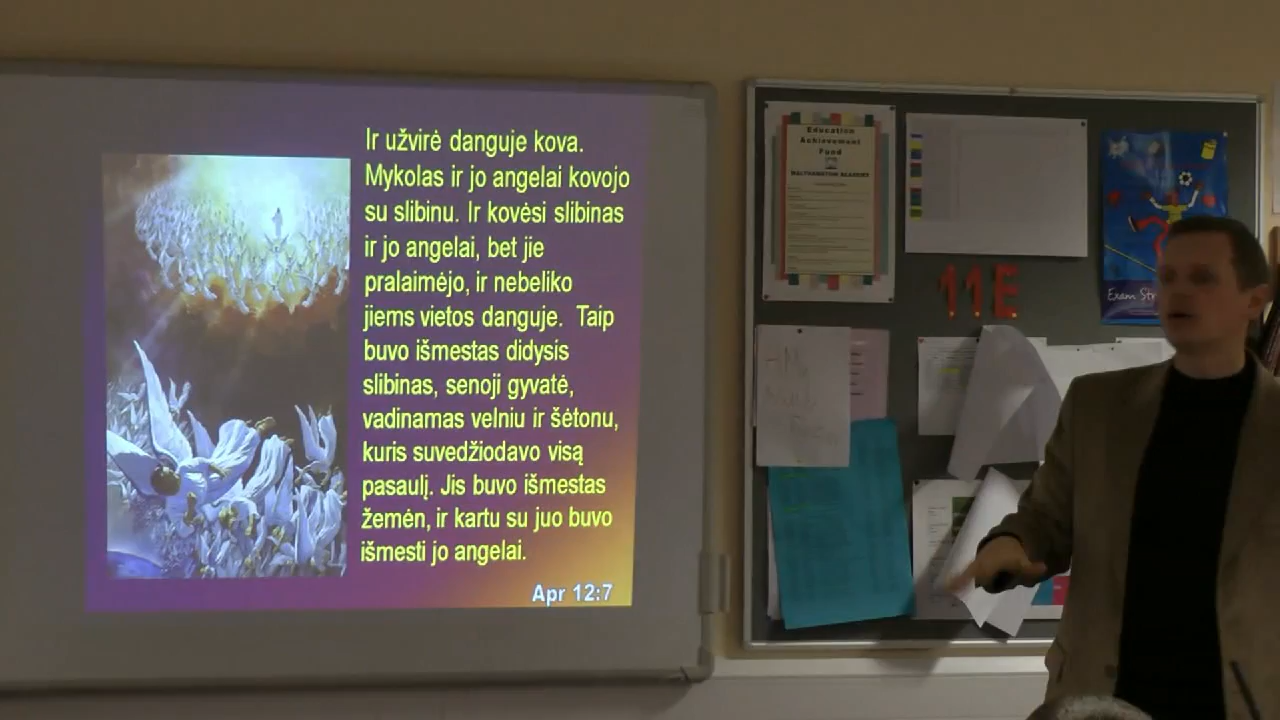 Ir užvirė danguje kova.
Mykolas ir jo angelai kovojo
su slibinu. Ir kovėsi slibinas
ir jo angelai, bet jie
pralaimėjo, ir nebeliko
jiems vietos danguje. Taip
buvo išmestas didysis
slibinas, senoji gyvatė,
vadinamas velniu ir šėtonu,
kuris suvedžiodavo visą
pasaulį. Jis buvo išmestas
žemėn, ir kartu su juo buvo
išmesti jo angelai.
Apr 12:7
Education
Achievement
Fund
11E
Exam